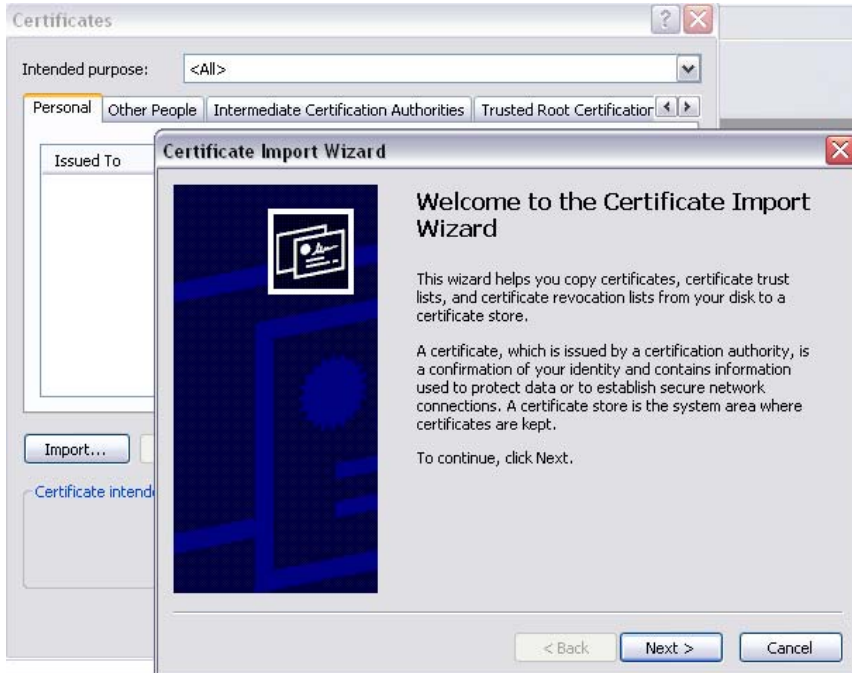 Certificates
Intended purpose:
<All>
Personal
Other People
Intermediate Certification Authorities
Trusted Root Certification
Issued To
Certificate Import Wizard
Welcome to the Certificate Import
Wizard
This wizard helps you copy certificates, certificate trust
lists, and certificate revocation lists from your disk to a
certificate store.
A certificate, which is issued by a certification authority, is
a confirmation of your identity and contains information
used to protect data or to establish secure network
connections. A certificate store is the system area where
certificates are kept.
To continue, click Next.
Import...
Certificate intende
< Back
Next >
Cancel